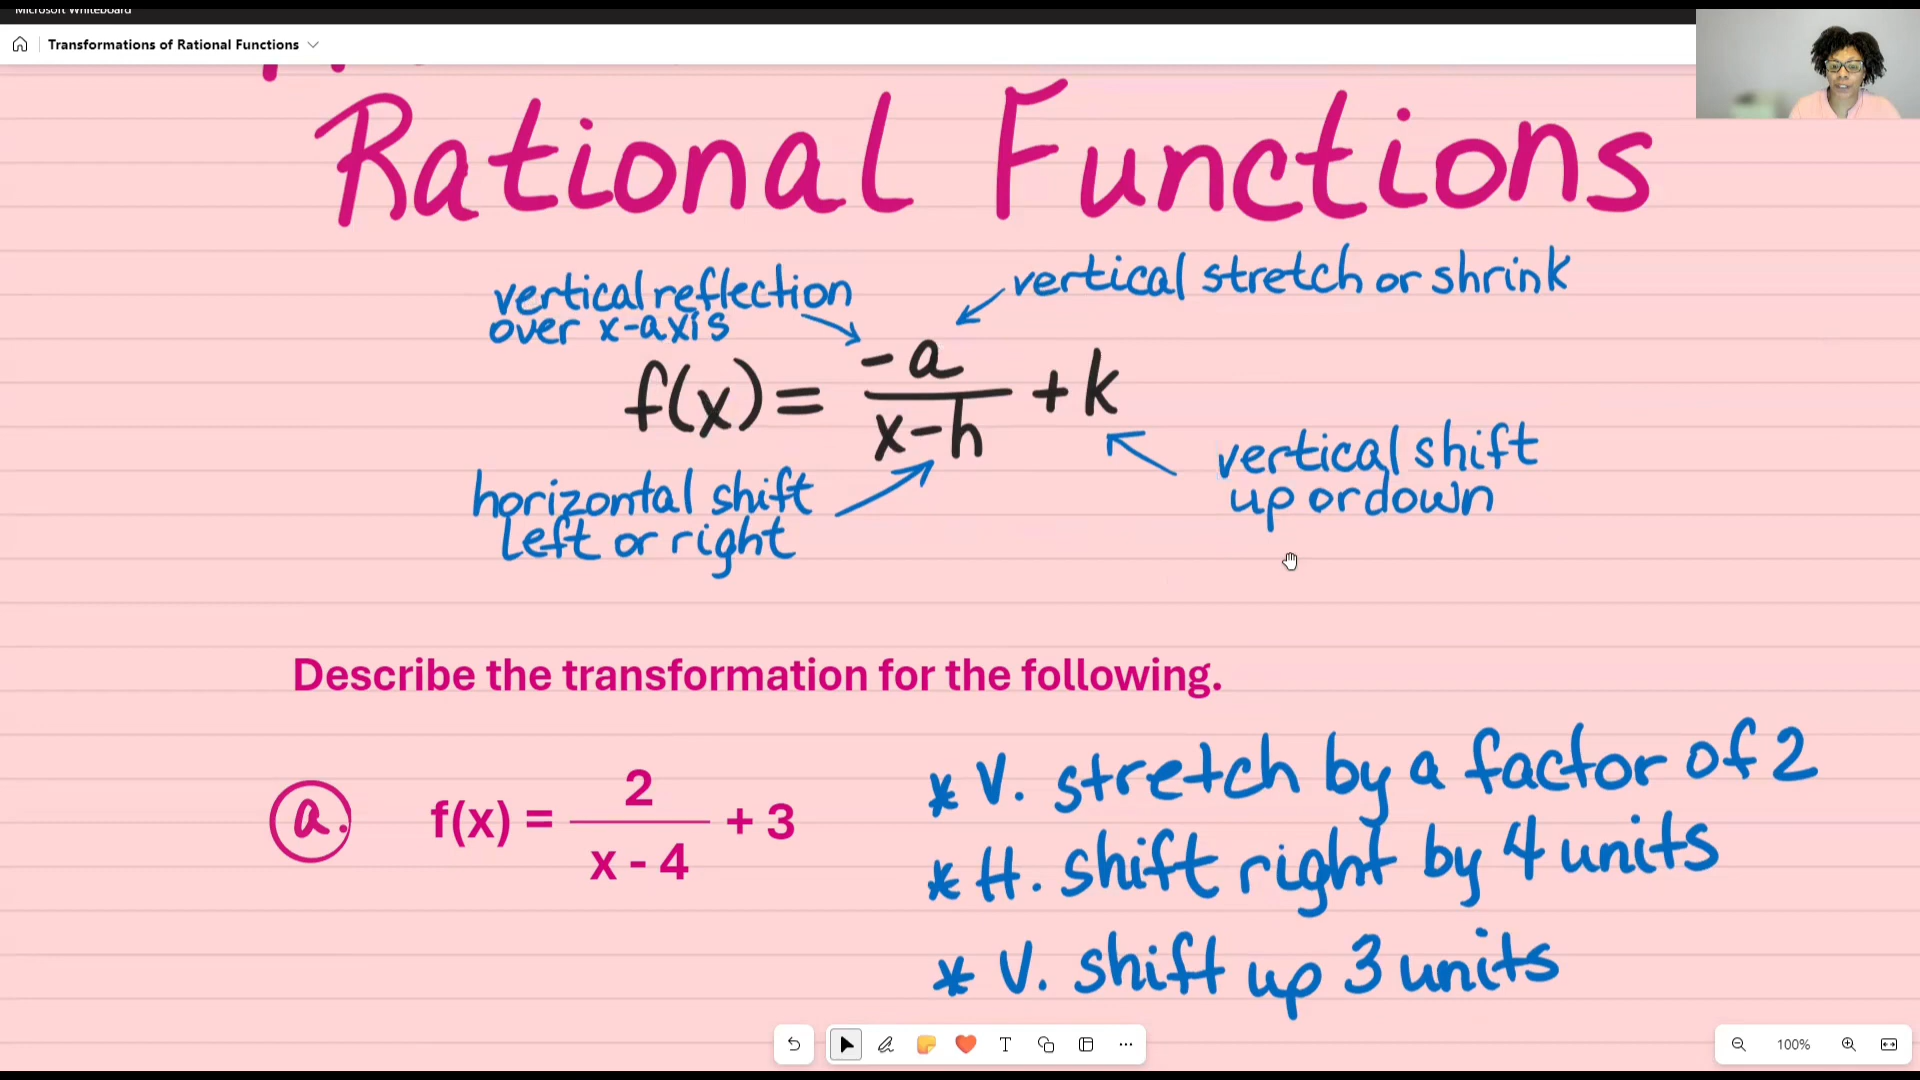 Microsoft Whiteboard
Transformations of Rational Functions
Rational Functions
vertical reflection
over x-axis
vertical stretch or shrink
f(x) = -a / x-h + k
horizontal shift
left or right
vertical shift
up or down
Describe the transformation for the following.
a. f(x) = 2 / x - 4 + 3
* V. stretch by a factor of 2
* H. shift right by 4 units
* V. shift up 3 units
100%